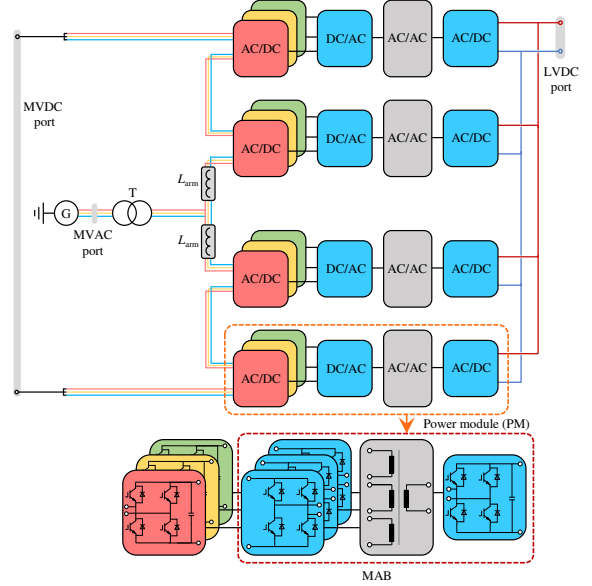 AC/DC
DC/AC
AC/AC
AC/DC
LVDC
port
MVDC
port
AC/DC
DC/AC
AC/AC
AC/DC
L_arm
T
G
MVAC
port
L_arm
AC/DC
DC/AC
AC/AC
AC/DC
AC/DC
DC/AC
AC/AC
AC/DC
Power module (PM)
MAB